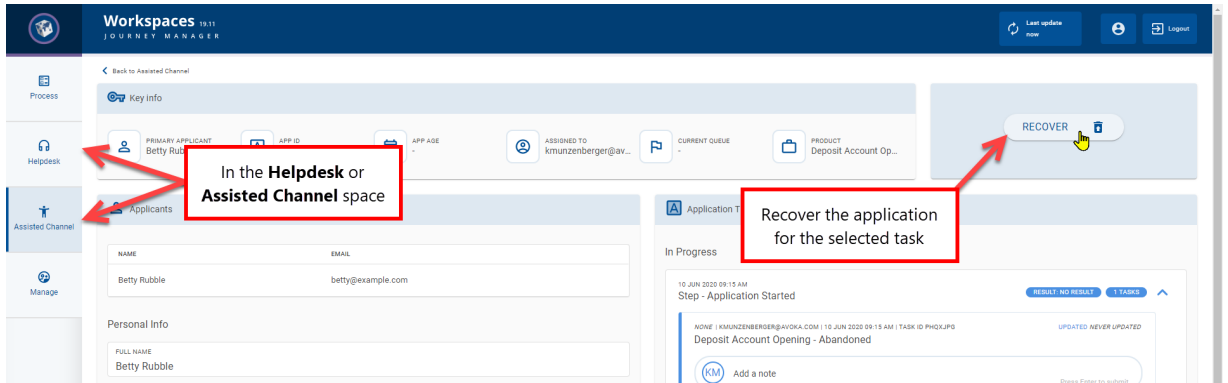 Workspaces 19.11
JOURNEY MANAGER
Last update
now
Logout
Process
Helpdesk
Assisted Channel
Manage
Back to Assisted Channel
Key info
PRIMARY APPLICANT
Betty Rub
APP ID
APP AGE
-
ASSIGNED TO
kmunzenberger@av...
CURRENT QUEUE
-
PRODUCT
Deposit Account Op...
RECOVER
In the Helpdesk or
Assisted Channel space
Recover the application
for the selected task
Applicants
NAME EMAIL
Betty Rubble betty@example.com
Personal Info
FULL NAME
Betty Rubble
Application T
In Progress
10 JUN 2020 09:15 AM
Step - Application Started
RESULT: NO RESULT 1 TASKS
NONE | KMUNZENBERGER@AVOKA.COM | 10 JUN 2020 09:15 AM | TASK ID PHQXJPG
UPDATED NEVER UPDATED
Deposit Account Opening - Abandoned
KM Add a note
Press Enter to submit